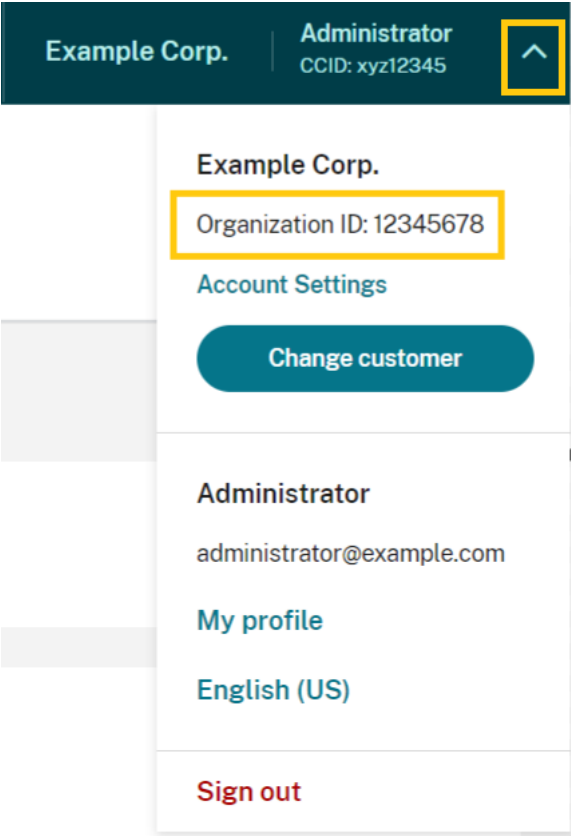 Example Corp.
Administrator
CCID: xyz12345
Example Corp.
Organization ID: 12345678
Account Settings
Change customer
Administrator
administrator@example.com
My profile
English (US)
Sign out